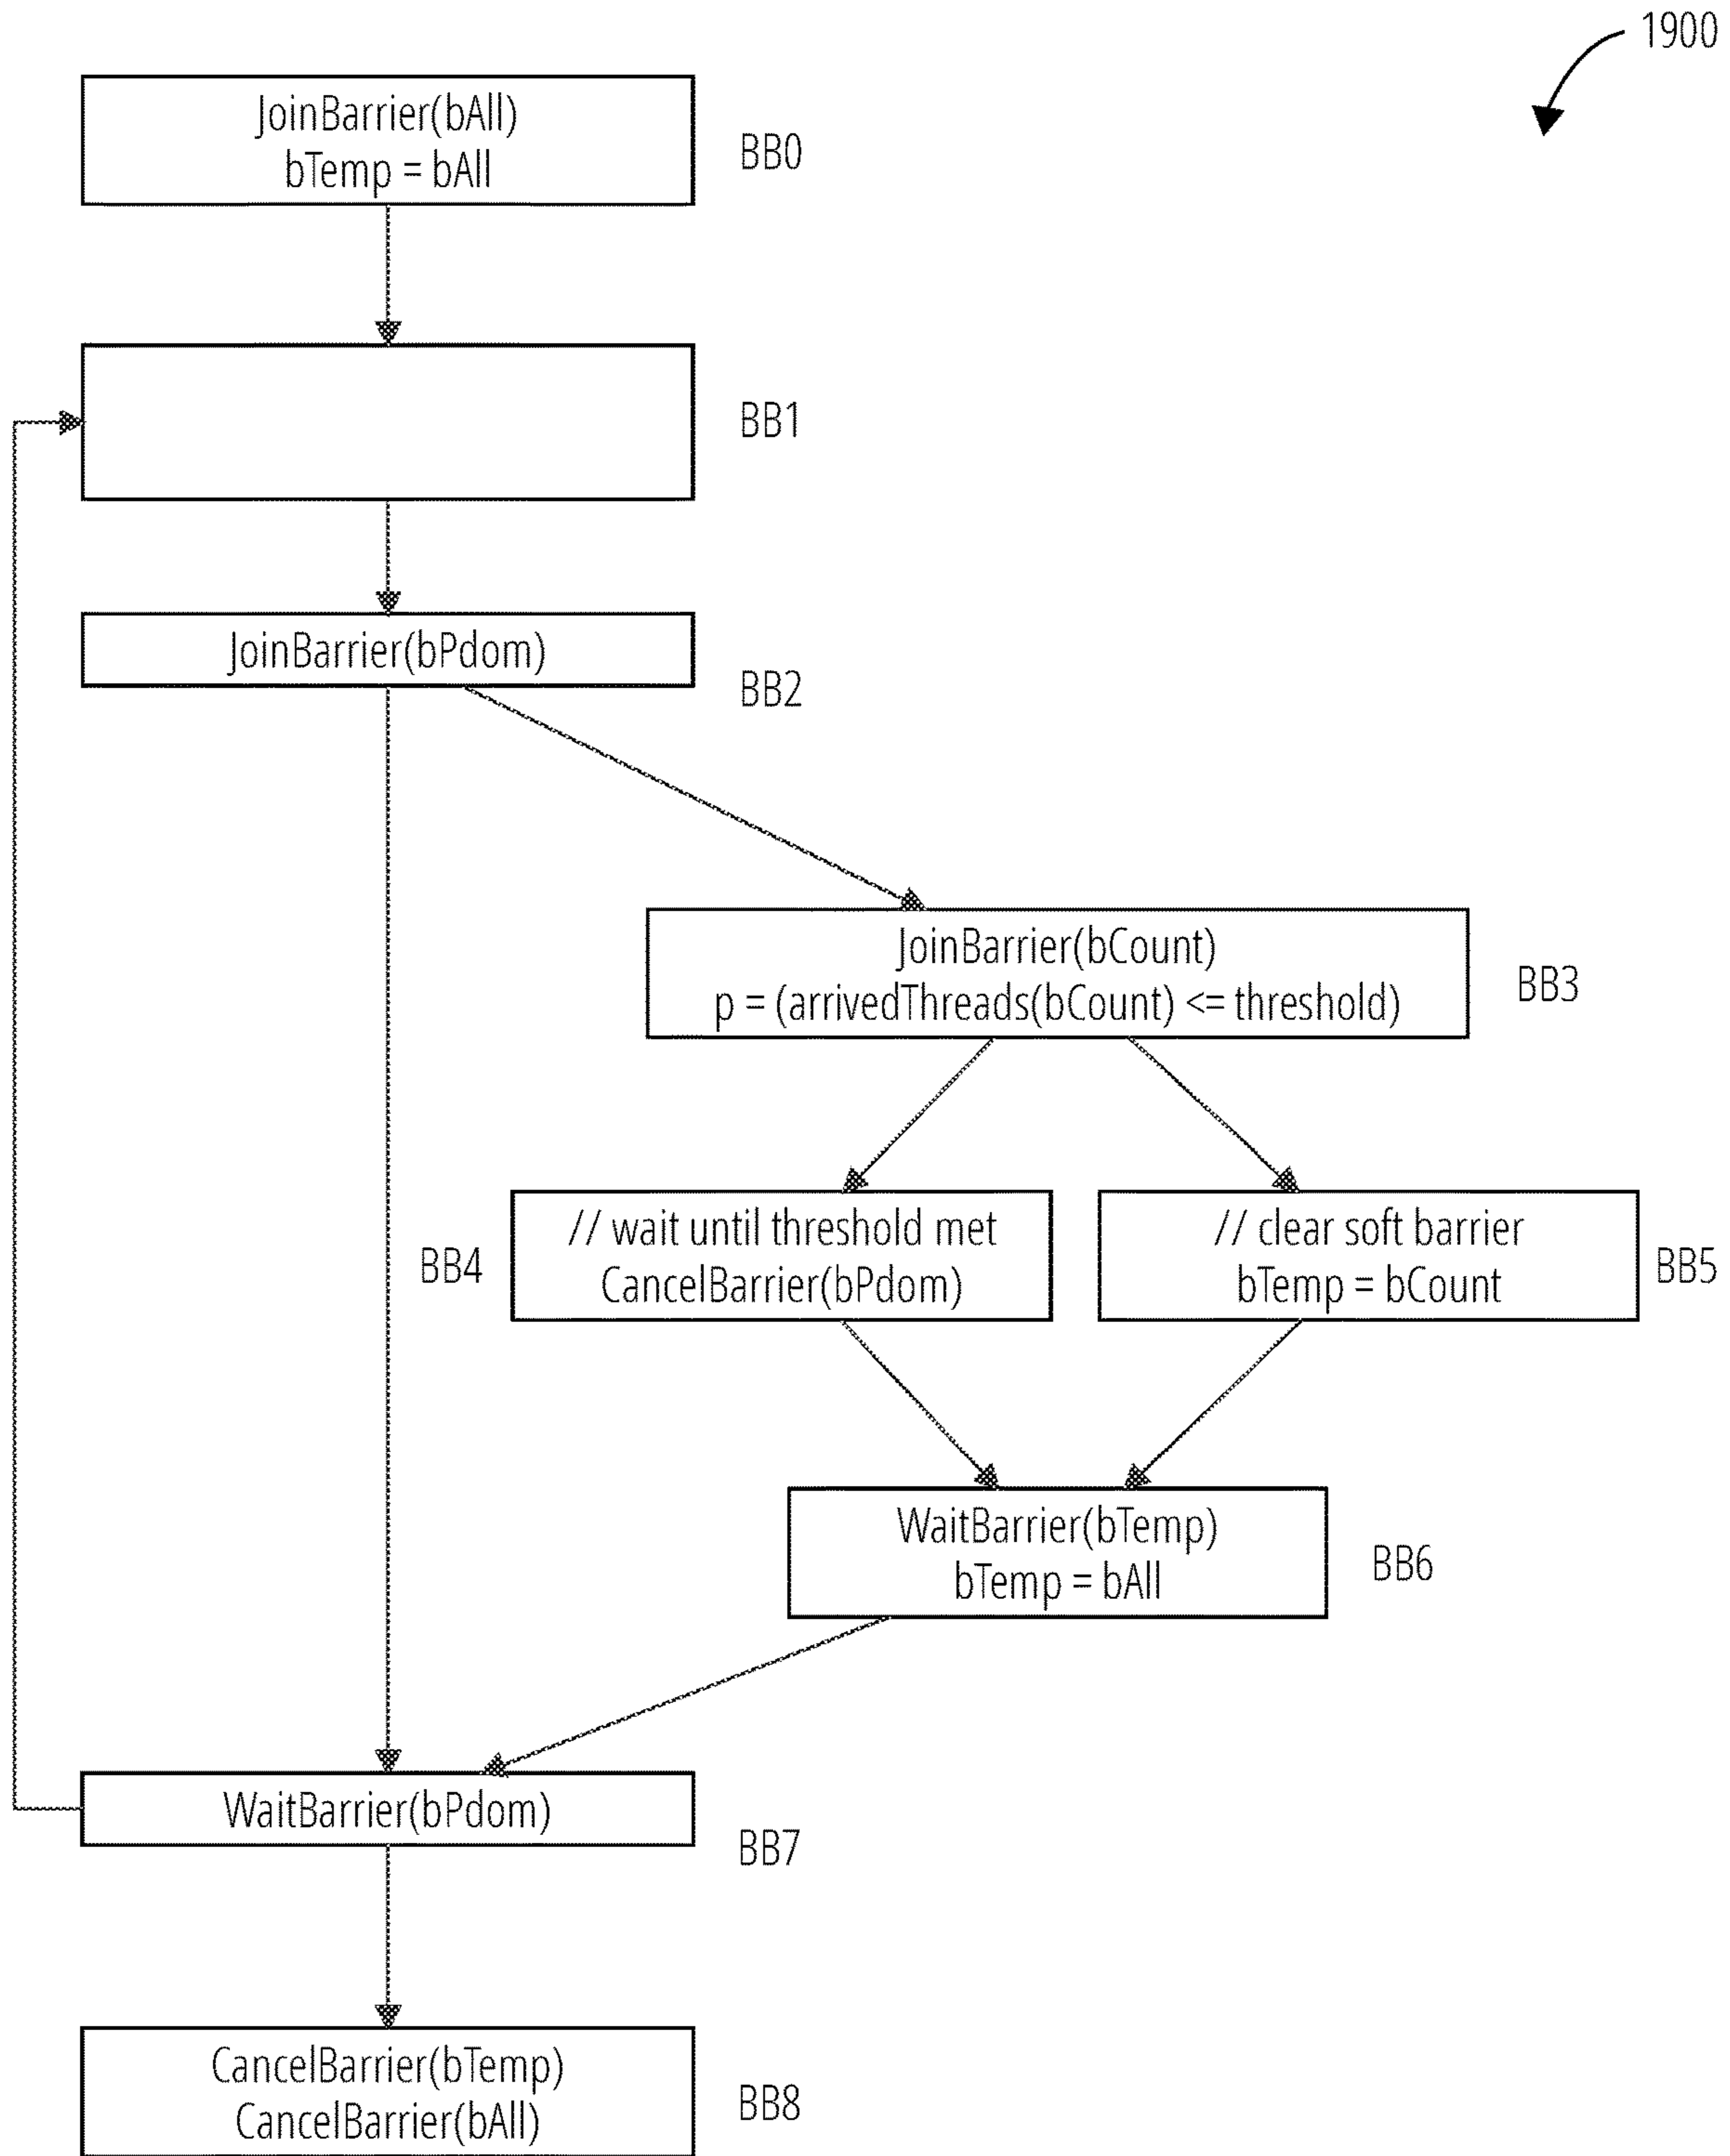 1900
JoinBarrier(bAll)
bTemp = bAll
BB0
BB1
JoinBarrier(bPdom)
BB2
JoinBarrier(bCount)
p = (arrivedThreads(bCount) <= threshold)
BB3
// wait until threshold met
CancelBarrier(bPdom)
BB4
// clear soft barrier
bTemp = bCount
BB5
WaitBarrier(bTemp)
bTemp = bAll
BB6
WaitBarrier(bPdom)
BB7
CancelBarrier(bTemp)
CancelBarrier(bAll)
BB8